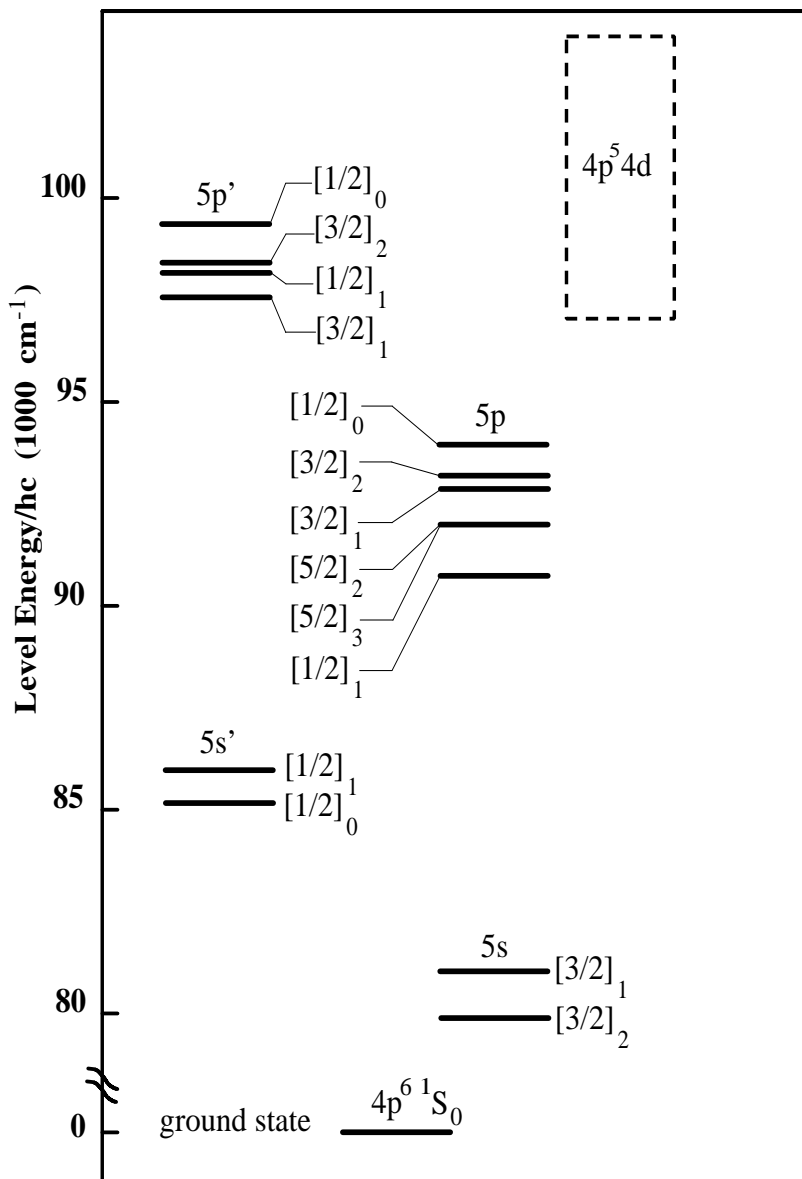 4p⁵4d
100
5p’
[1/2]₀
[3/2]₂
[1/2]₁
[3/2]₁
Level Energy/hc (1000 cm⁻¹)
95
[1/2]₀
5p
[3/2]₂
[3/2]₁
[5/2]₂
90
[5/2]₃
[1/2]₁
5s’
[1/2]₁
85
[1/2]₀
5s
[3/2]₁
80
[3/2]₂
4p⁶ ¹S₀
0
ground state